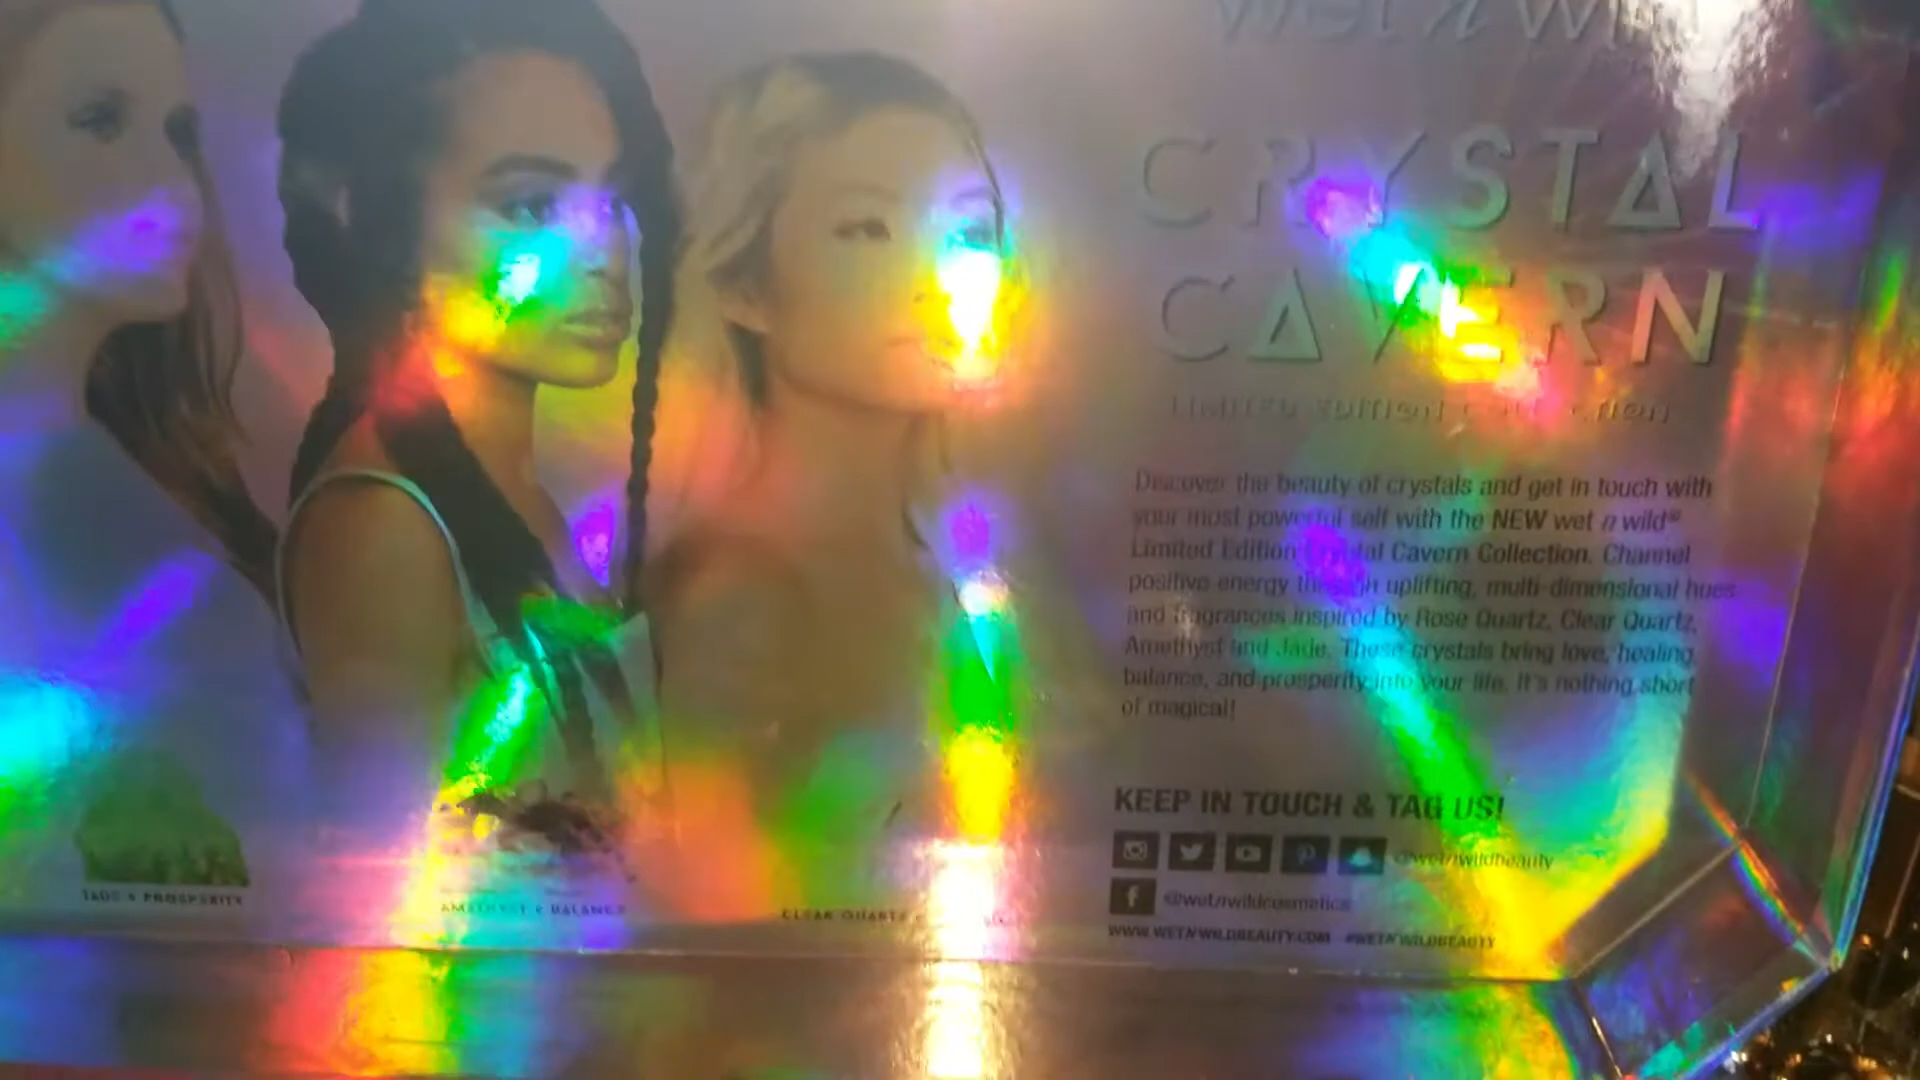 wet n wild
CRYSTAL
CAVERN
LIMITED EDITION COLLECTION
Discover the beauty of crystals and get in touch with
your most powerful self with the NEW wet n wild®
Limited Edition Crystal Cavern Collection. Channel
positive energy through uplifting, multi-dimensional hues
and fragrances inspired by Rose Quartz, Clear Quartz,
Amethyst and Jade. These crystals bring love, healing,
balance, and prosperity into your life. It's nothing short
of magical!
KEEP IN TOUCH & TAG US!
@wetnwildbeauty
f @wetnwildcosmetics
WWW.WETNWILDBEAUTY.COM #WETNWILDBEAUTY
JADE + PROSPERITY
AMETHYST + BALANCE
CLEAR QUARTZ